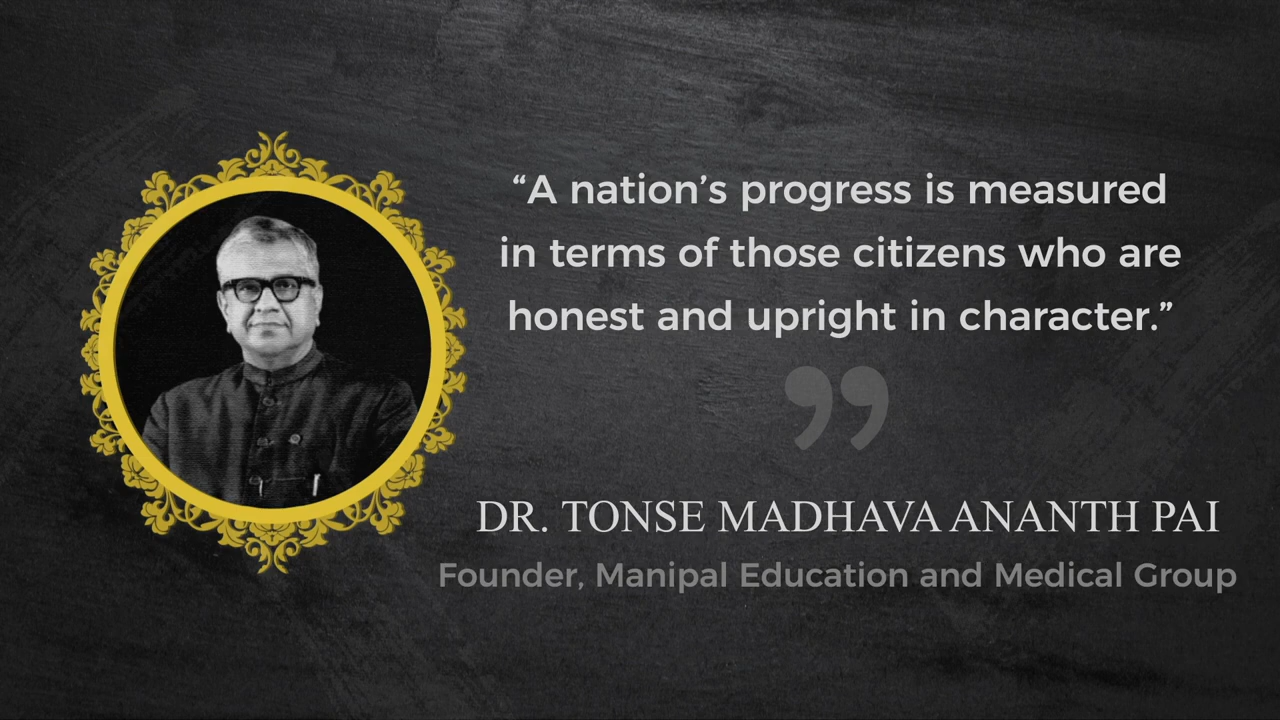 “A nation’s progress is measured
in terms of those citizens who are
honest and upright in character.”
”
DR. TONSE MADHAVA ANANTH PAI
Founder, Manipal Education and Medical Group